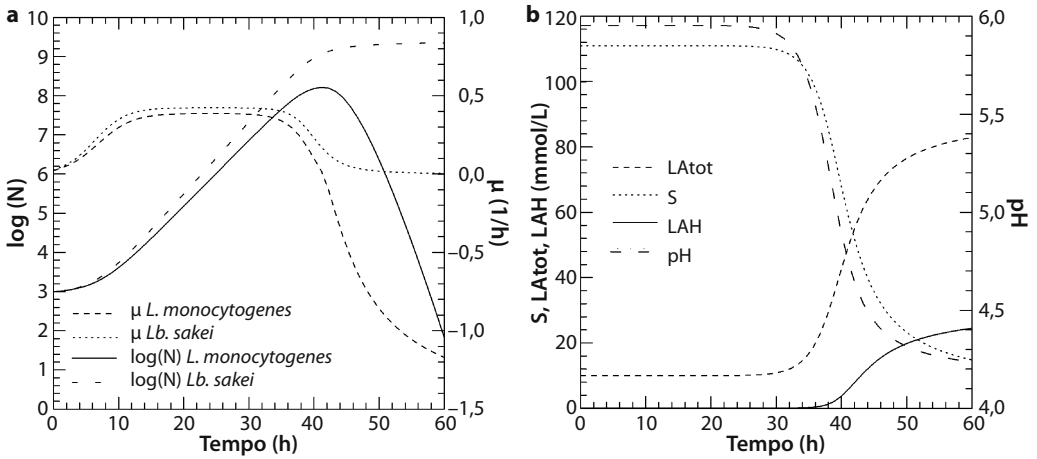 a
10
9
8
7
6
5
4
3
2
1
0
log (N)
1,0
0,5
0,0
–0,5
–1,0
–1,5
μ (1/h)
μ L. monocytogenes
μ Lb. sakei
log(N) L. monocytogenes
log(N) Lb. sakei
0 10 20 30 40 50 60
Tempo (h)
b
120
100
80
60
40
20
0
S, LAtot, LAH (mmol/L)
6,0
5,5
5,0
4,5
4,0
pH
LAtot
S
LAH
pH
0 10 20 30 40 50 60
Tempo (h)